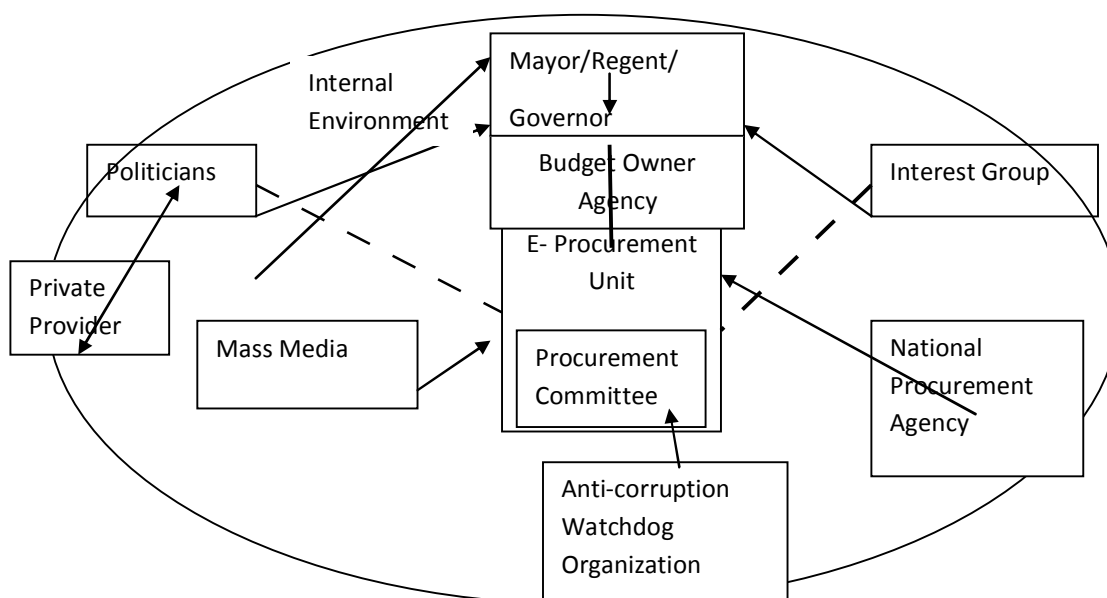 Mayor/Regent/
Governor
Internal
Environment
Budget Owner
Agency
Politicians
Interest Group
E- Procurement
Unit
Private
Provider
Mass Media
Procurement
Committee
National
Procurement
Agency
Anti-corruption
Watchdog
Organization